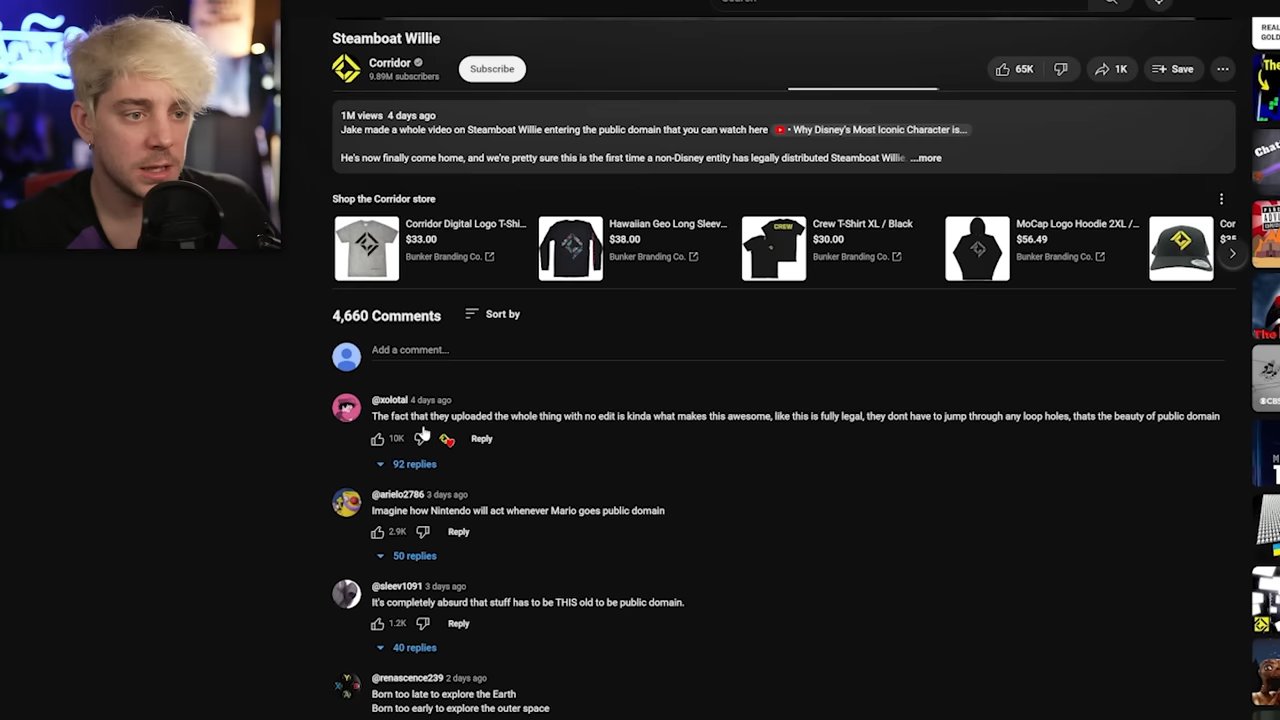 Steamboat Willie
Corridor
9.89M subscribers
Subscribe
65K
1K
Save
1M views 4 days ago
Jake made a whole video on Steamboat Willie entering the public domain that you can watch here • Why Disney's Most Iconic Character is...
He's now finally come home, and we're pretty sure this is the first time a non-Disney entity has legally distributed Steamboat Willie. ...more
Shop the Corridor store
Corridor Digital Logo T-Shi...
$33.00
Bunker Branding Co.
Hawaiian Geo Long Sleev...
$38.00
Bunker Branding Co.
CREW
Crew T-Shirt XL / Black
$30.00
Bunker Branding Co.
MoCap Logo Hoodie 2XL /...
$56.49
Bunker Branding Co.
4,660 Comments
Sort by
Add a comment...
@xolotal 4 days ago
The fact that they uploaded the whole thing with no edit is kinda what makes this awesome, like this is fully legal, they dont have to jump through any loop holes, thats the beauty of public domain
10K
Reply
92 replies
@arielo2786 3 days ago
Imagine how Nintendo will act whenever Mario goes public domain
2.9K
Reply
50 replies
@sleev1091 3 days ago
It's completely absurd that stuff has to be THIS old to be public domain.
1.2K
Reply
40 replies
@renascence239 2 days ago
Born too late to explore the Earth
Born too early to explore the outer space
REAL
GOLD
The
Chat
©CBS